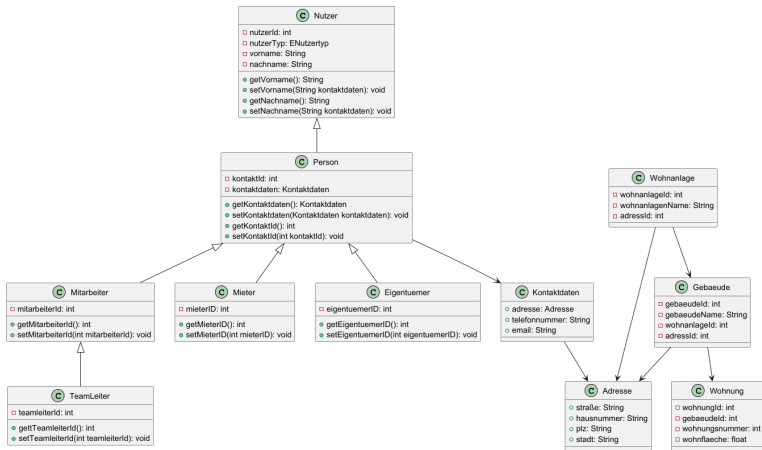 C Nutzer
nutzerId: int
nutzerTyp: ENutzertyp
vorname: String
nachname: String
getVorname(): String
setVorname(String kontaktdaten): void
getNachname(): String
setNachname(String kontaktdaten): void
C Person
kontaktId: int
kontaktdaten: Kontaktdaten
getKontaktdaten(): Kontaktdaten
setKontaktdaten(Kontaktdaten kontaktdaten): void
getKontaktId(): int
setKontaktId(int kontaktId): void
C Wohnanlage
wohnanlageId: int
wohnanlagenName: String
adressId: int
C Mitarbeiter
mitarbeiterId: int
getMitarbeiterId(): int
setMitarbeiterId(int mitarbeiterId): void
C Mieter
mieterID: int
getMieterID(): int
setMieterID(int mieterID): void
C Eigentuemer
eigentuemerID: int
getEigentuemerID(): int
setEigentuemerID(int eigentuemerID): void
C Kontaktdaten
adresse: Adresse
telefonnummer: String
email: String
C Gebaeude
gebaeudeId: int
gebaeudeName: String
wohnanlageId: int
adressId: int
C TeamLeiter
teamleiterId: int
gettTeamleiterId(): int
setTeamleiterId(int teamleiterId): void
C Adresse
straße: String
hausnummer: String
plz: String
stadt: String
C Wohnung
wohnungId: int
gebaeudeId: int
wohnungsnummer: int
wohnflaeche: float